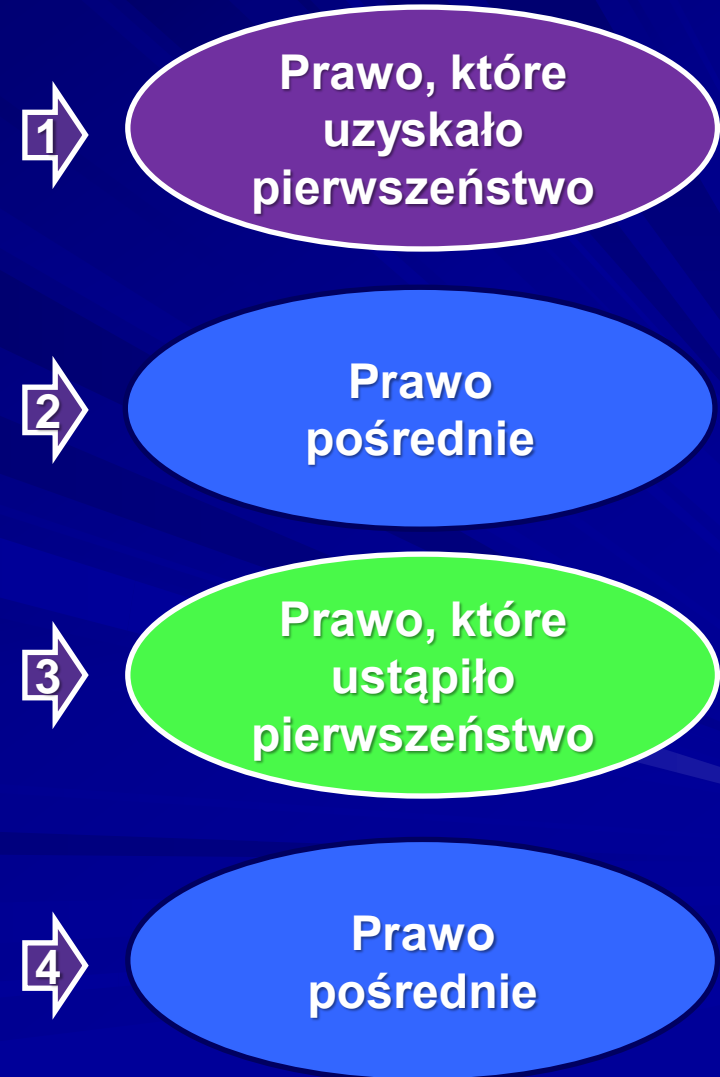 1
Prawo, które
uzyskało
pierwszeństwo
2
Prawo
pośrednie
3
Prawo, które
ustąpiło
pierwszeństwo
4
Prawo
pośrednie